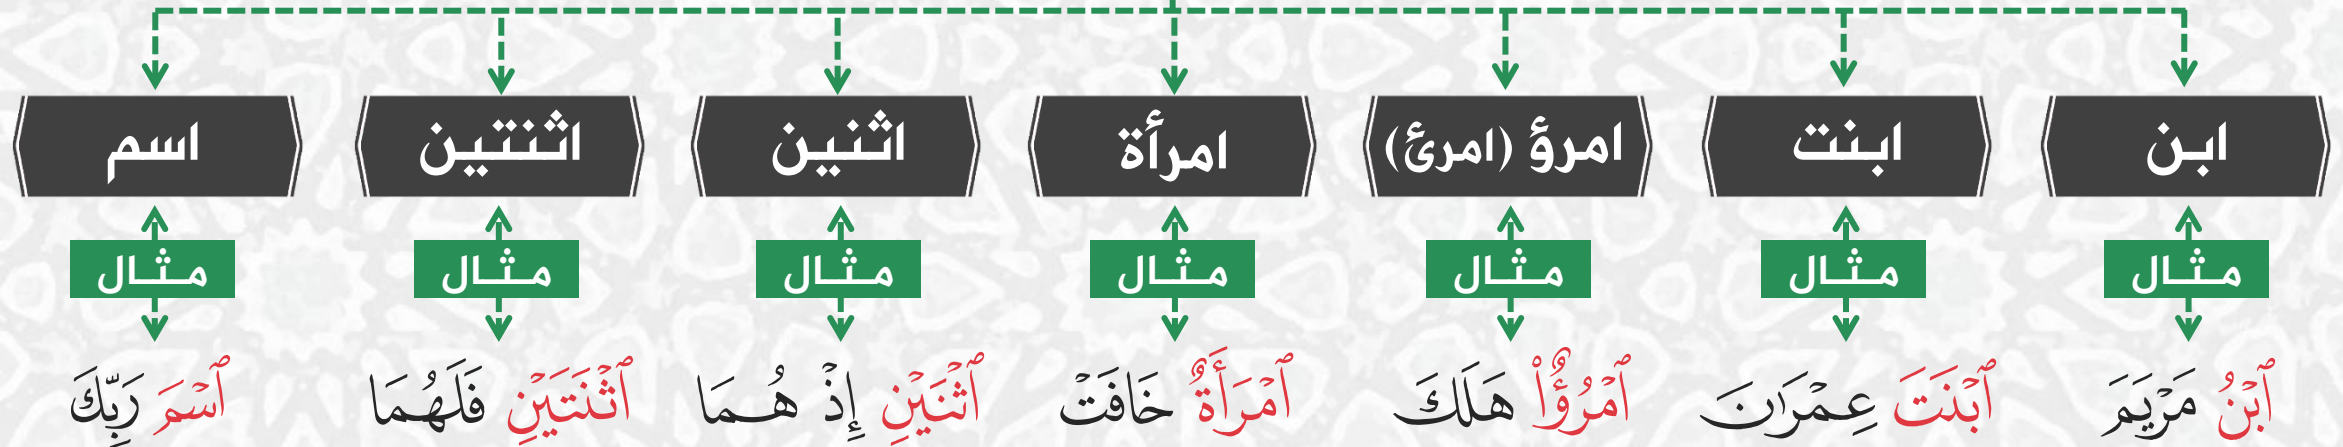 ابن ابنت امرؤ (امرئ) امرأة اثنين اثنتين اسم
مثال مثال مثال مثال مثال مثال مثال
ٱبۡنُ مَرۡيَمَ ٱبۡنَتَ عِمۡرَٰنَ ٱمۡرُؤٌاْ هَلَكَ ٱمۡرَأَةٌ خَافَتۡ ٱثۡنَيۡنِ إِذۡ هُمَا ٱثۡنَتَيۡنِ فَلَهُمَا ٱسۡمَ رَبِّكَ